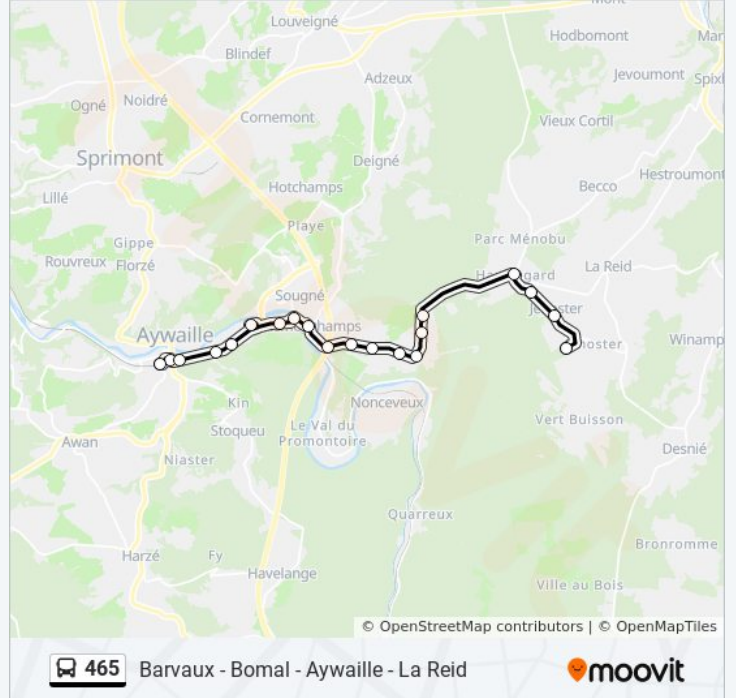 Mont
Louveigné
Hodbomont
Mar
Blindef
Jevoumont
Adzeux
Spix
Ogné
Noidré
Cornemont
Vieux Cortil
Deigné
Sprimont
Hestroumont
Hotchamps
Becco
Lillé
Playe
Parc Ménobu
Gippe
Rouvreux
Florzé
La Reid
gard
Sougné
champs
Aywaille
Winamp
Kin
Nonceveux
Stoqueu
Le Val du
Promontoire
Vert Buisson
Awan
Niaster
Desnié
Quarreux
Bronromme
Harzé
Fy
Havelange
Ville au Bois
© OpenStreetMap contributors | © OpenMapTiles
465 Barvaux - Bomal - Aywaille - La Reid
moovit